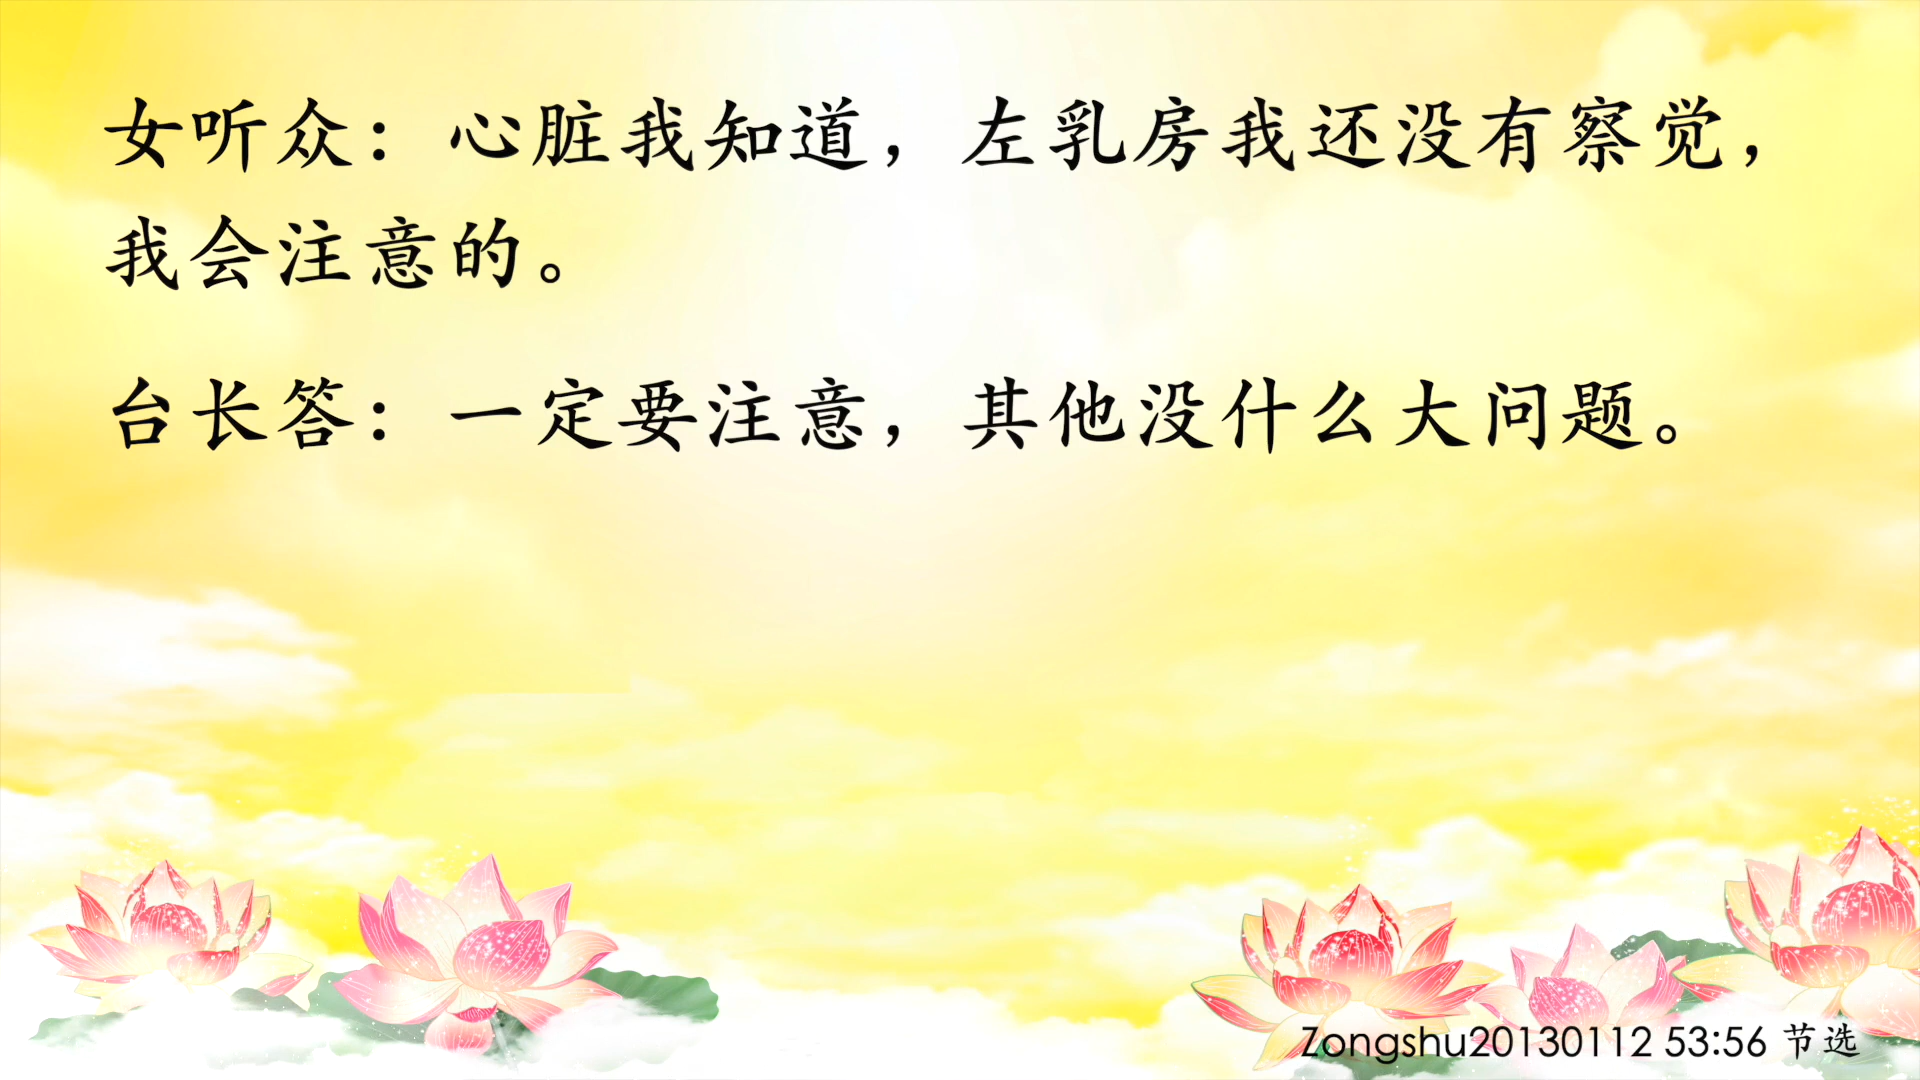 女听众：心脏我知道，左乳房我还没有察觉，
我会注意的。
台长答：一定要注意，其他没什么大问题。
Zongshu20130112 53:56 节选